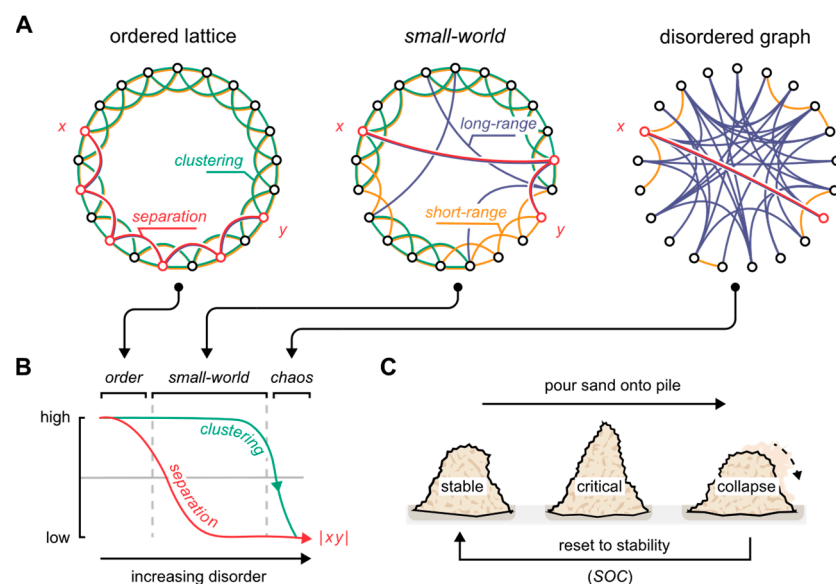 A
ordered lattice
small-world
disordered graph
x
clustering
separation
y
x
long-range
short-range
y
x
y
B
order
small-world
chaos
high
low
clustering
separation
|xy|
increasing disorder
C
pour sand onto pile
stable
critical
collapse
reset to stability
(SOC)